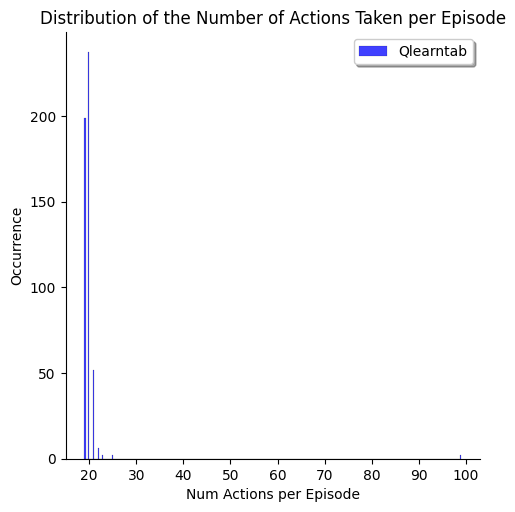 Distribution of the Number of Actions Taken per Episode
Qlearntab
Occurrence
200
150
100
50
0
20 30 40 50 60 70 80 90 100
Num Actions per Episode